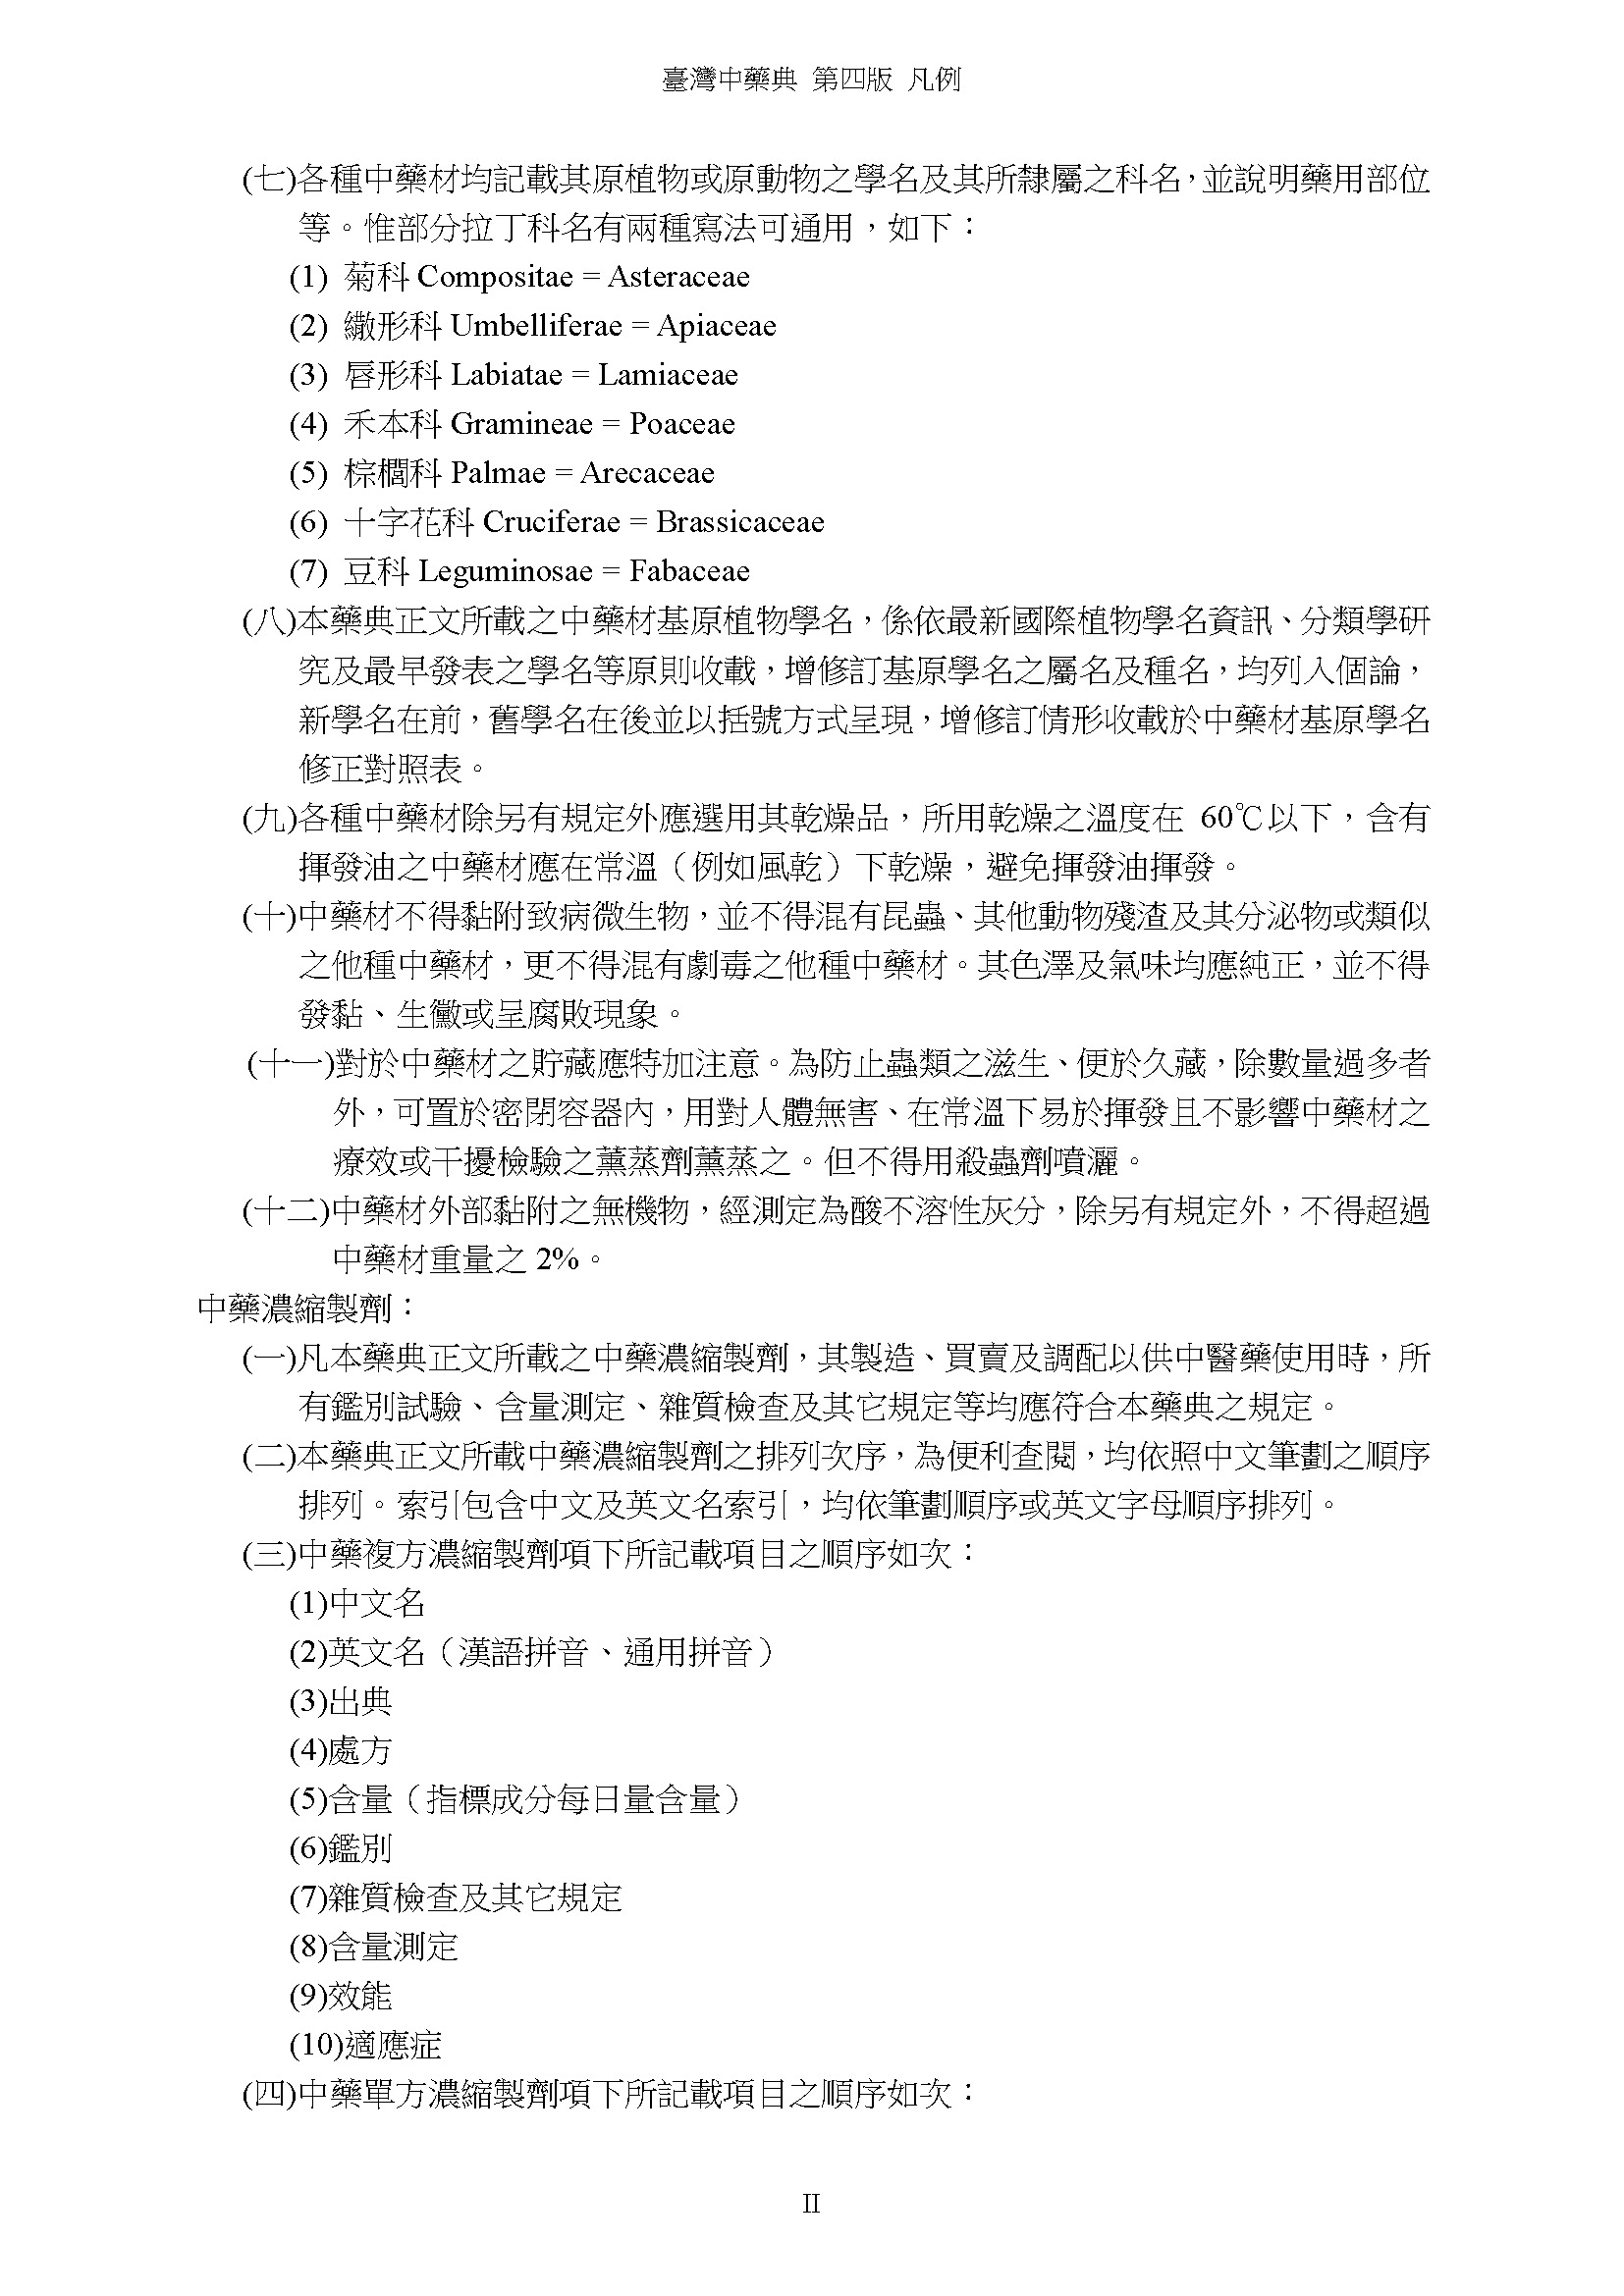 臺灣中藥典 第四版 凡例
(七)各種中藥材均記載其原植物或原動物之學名及其所隸屬之科名，並說明藥用部位
等。惟部分拉丁科名有兩種寫法可通用，如下：
(1) 菊科 Compositae = Asteraceae
(2) 繖形科 Umbelliferae = Apiaceae
(3) 唇形科 Labiatae = Lamiaceae
(4) 禾本科 Gramineae = Poaceae
(5) 棕櫚科 Palmae = Arecaceae
(6) 十字花科 Cruciferae = Brassicaceae
(7) 豆科 Leguminosae = Fabaceae
(八)本藥典正文所載之中藥材基原植物學名，係依最新國際植物學名資訊、分類學研
究及最早發表之學名等原則收載，增修訂基原學名之屬名及種名，均列入個論，
新學名在前，舊學名在後並以括號方式呈現，增修訂情形收載於中藥材基原學名
修正對照表。
(九)各種中藥材除另有規定外應選用其乾燥品，所用乾燥之溫度在 60℃以下，含有
揮發油之中藥材應在常溫（例如風乾）下乾燥，避免揮發油揮發。
(十)中藥材不得黏附致病微生物，並不得混有昆蟲、其他動物殘渣及其分泌物或類似
之他種中藥材，更不得混有劇毒之他種中藥材。其色澤及氣味均應純正，並不得
發黏、生黴或呈腐敗現象。
(十一)對於中藥材之貯藏應特加注意。為防止蟲類之滋生、便於久藏，除數量過多者
外，可置於密閉容器內，用對人體無害、在常溫下易於揮發且不影響中藥材之
療效或干擾檢驗之薰蒸劑薰蒸之。但不得用殺蟲劑噴灑。
(十二)中藥材外部黏附之無機物，經測定為酸不溶性灰分，除另有規定外，不得超過
中藥材重量之 2%。
中藥濃縮製劑：
(一)凡本藥典正文所載之中藥濃縮製劑，其製造、買賣及調配以供中醫藥使用時，所
有鑑別試驗、含量測定、雜質檢查及其它規定等均應符合本藥典之規定。
(二)本藥典正文所載中藥濃縮製劑之排列次序，為便利查閱，均依照中文筆劃之順序
排列。索引包含中文及英文名索引，均依筆劃順序或英文字母順序排列。
(三)中藥複方濃縮製劑項下所記載項目之順序如次：
(1)中文名
(2)英文名（漢語拼音、通用拼音）
(3)出典
(4)處方
(5)含量（指標成分每日量含量）
(6)鑑別
(7)雜質檢查及其它規定
(8)含量測定
(9)效能
(10)適應症
(四)中藥單方濃縮製劑項下所記載項目之順序如次：
II